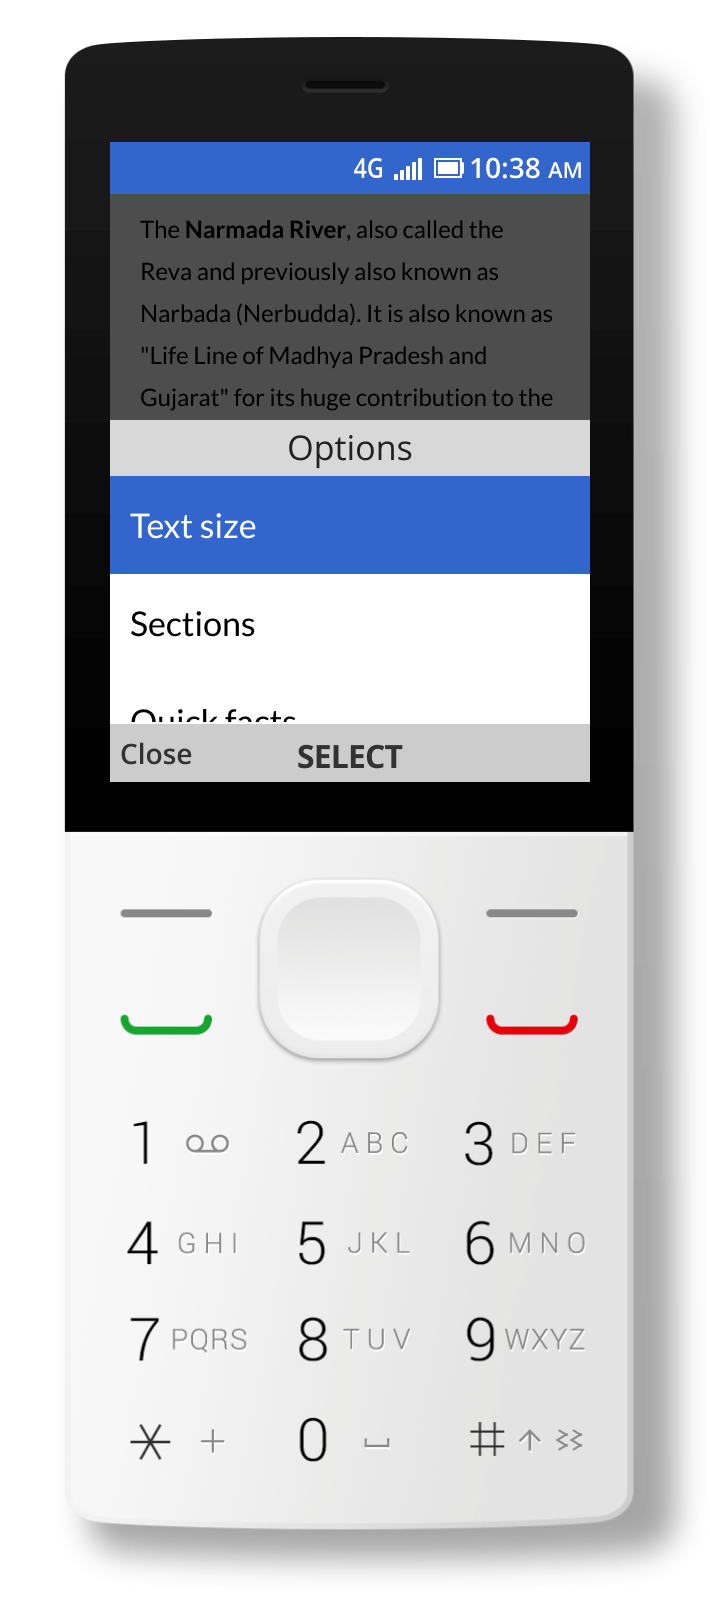 4G 10:38 AM
The Narmada River, also called the
Reva and previously also known as
Narbada (Nerbudda). It is also known as
"Life Line of Madhya Pradesh and
Gujarat" for its huge contribution to the
Options
Text size
Sections
Quick facts
Close SELECT
1
2 ABC
3 DEF
4 GHI
5 JKL
6 MNO
7 PQRS
8 TUV
9 WXYZ
* +
0
#